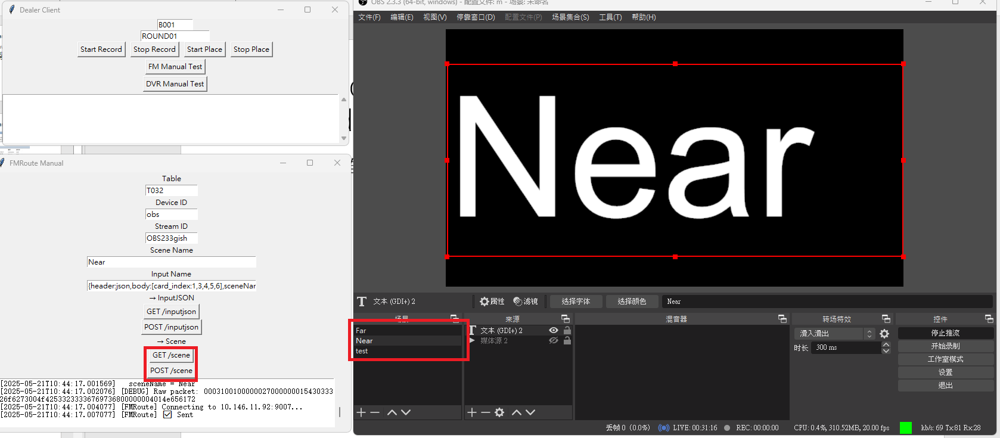 Dealer Client
B001
ROUND01
Start Record Stop Record Start Place Stop Place
FM Manual Test
DVR Manual Test
FMRoute Manual
Table
T032
Device ID
obs
Stream ID
OBS233gish
Scene Name
Near
Input Name
{header:json,body:[card_index:1,3,4,5,6],sceneNar
→ InputJSON
GET /inputjson
POST /inputjson
→ Scene
GET /scene
POST /scene
[2025-05-21T10:44:17.001569] sceneName = Near
[2025-05-21T10:44:17.002076] [DEBUG] Raw packet: 000310010000002700000001543033
26f6273004f42533233336769736800000004014e656172
[2025-05-21T10:44:17.004077] [FMRoute] Connecting to 10.146.11.92:9007...
[2025-05-21T10:44:17.007077] [FMRoute] ☑ Sent
OBS 2.3.3 (64-bit, windows) - 配置文件: m - 场景: 未命名
文件(F) 编辑(E) 视图(V) 停靠窗口(D) 配置文件(P) 场景集合(S) 工具(T) 帮助(H)
Near
文本 (GDI+) 2 属性 滤镜 选择字体 选择颜色 Near
场景 来源 混音器 转场特效 控件
Far
Near
test
文本 (GDI+) 2
媒体源 2
滑入滑出
时长 300 ms
停止推流
开始录制
工作室模式
设置
退出
丢帧 0 (0.0%) LIVE: 00:31:16 REC: 00:00:00 CPU: 0.4%, 310.52MB, 20.00 fps kb/s: 69 Tx:81 Rx:28